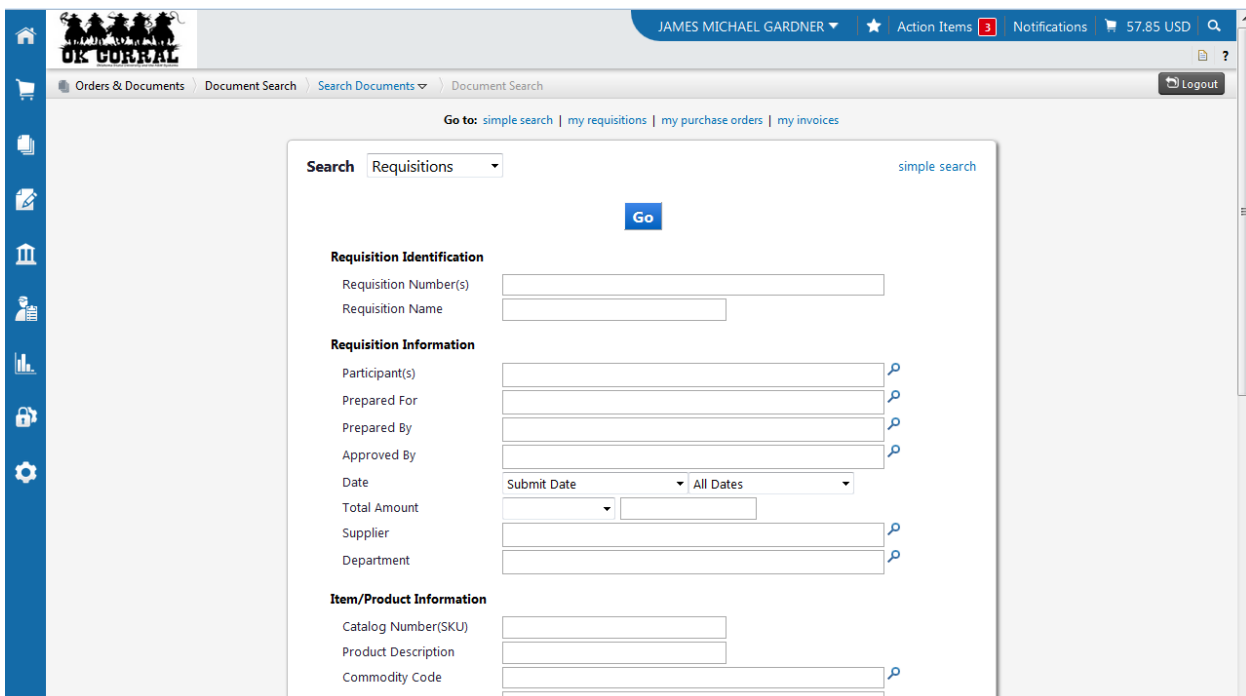 JAMES MICHAEL GARDNER Action Items 3 Notifications 57.85 USD
OK CORRAL
?
Orders & Documents Document Search Search Documents Document Search Logout
Go to: simple search | my requisitions | my purchase orders | my invoices
Search Requisitions simple search
Go
Requisition Identification
Requisition Number(s)
Requisition Name
Requisition Information
Participant(s)
Prepared For
Prepared By
Approved By
Date Submit Date All Dates
Total Amount
Supplier
Department
Item/Product Information
Catalog Number(SKU)
Product Description
Commodity Code